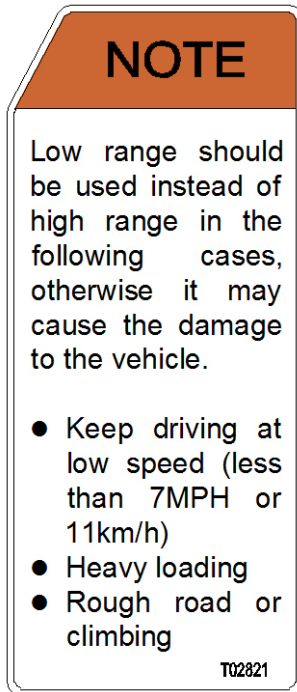 NOTE
Low range should
be used instead of
high range in the
following cases,
otherwise it may
cause the damage
to the vehicle.
● Keep driving at
low speed (less
than 7MPH or
11km/h)
● Heavy loading
● Rough road or
climbing
T02821